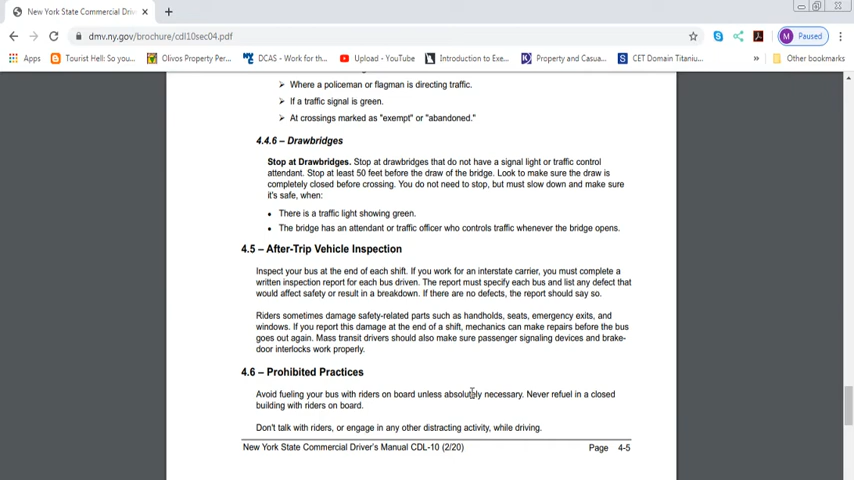 New York State Commercial Driv
dmv.ny.gov/brochure/cdl10sec04.pdf
M Paused
Apps
Tourist Hell: So you...
Olivos Property Per...
DCAS - Work for th...
Upload - YouTube
Introduction to Exe...
Property and Casua...
CET Domain Titaniu...
»
Other bookmarks
➢ Where a policeman or flagman is directing traffic.
➢ If a traffic signal is green.
➢ At crossings marked as "exempt" or "abandoned."
4.4.6 – Drawbridges
Stop at Drawbridges. Stop at drawbridges that do not have a signal light or traffic control
attendant. Stop at least 50 feet before the draw of the bridge. Look to make sure the draw is
completely closed before crossing. You do not need to stop, but must slow down and make sure
it's safe, when:
• There is a traffic light showing green.
• The bridge has an attendant or traffic officer who controls traffic whenever the bridge opens.
4.5 – After-Trip Vehicle Inspection
Inspect your bus at the end of each shift. If you work for an interstate carrier, you must complete a
written inspection report for each bus driven. The report must specify each bus and list any defect that
would affect safety or result in a breakdown. If there are no defects, the report should say so.
Riders sometimes damage safety-related parts such as handholds, seats, emergency exits, and
windows. If you report this damage at the end of a shift, mechanics can make repairs before the bus
goes out again. Mass transit drivers should also make sure passenger signaling devices and brake-
door interlocks work properly.
4.6 – Prohibited Practices
Avoid fueling your bus with riders on board unless absolutely necessary. Never refuel in a closed
building with riders on board.
Don't talk with riders, or engage in any other distracting activity, while driving.
New York State Commercial Driver's Manual CDL-10 (2/20)
Page 4-5